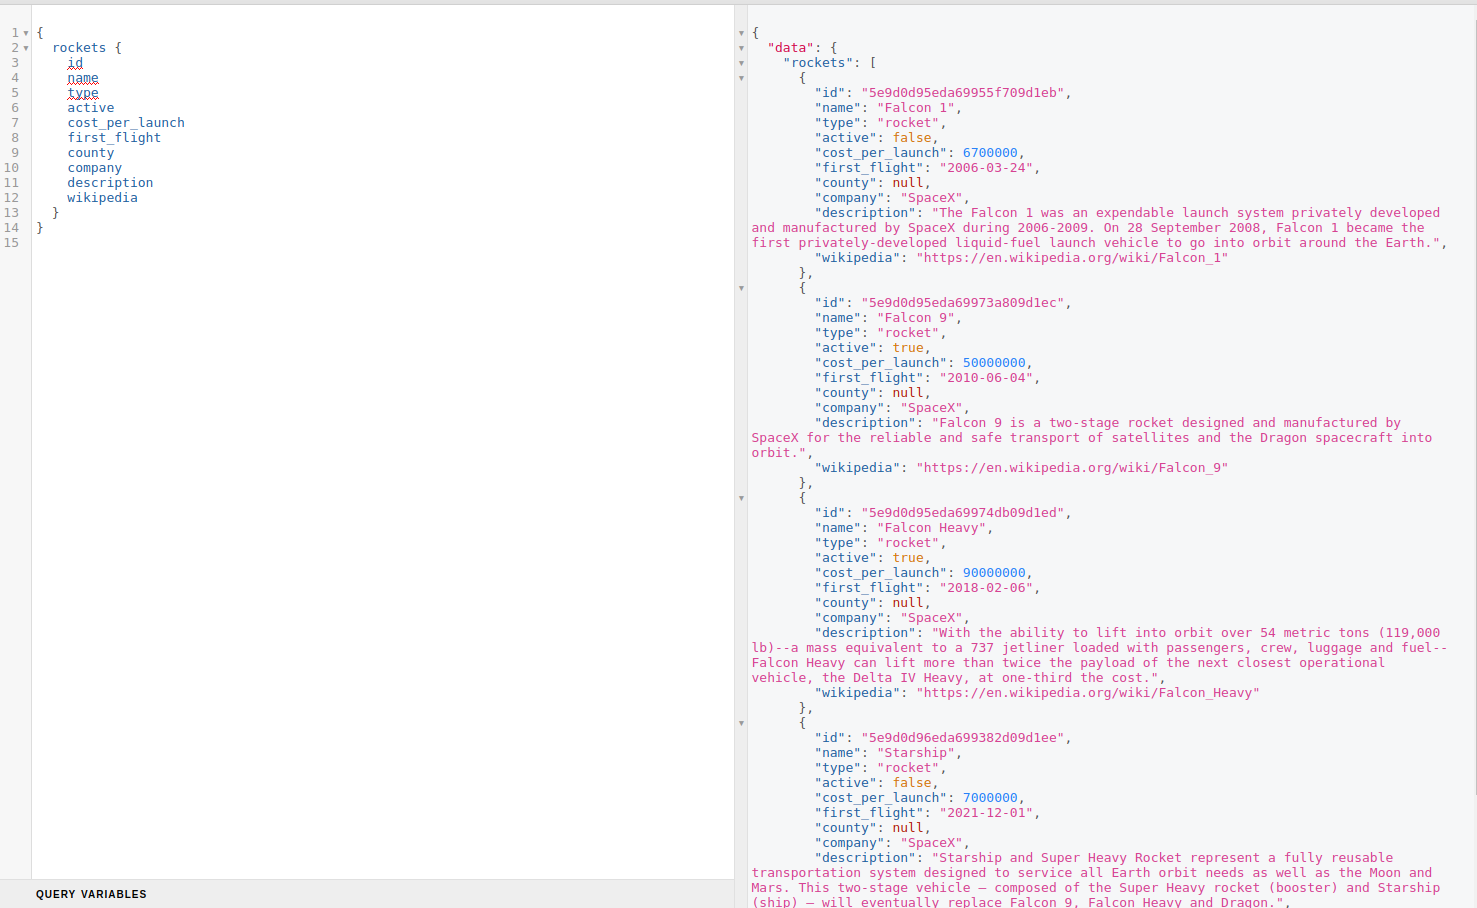 1 {
2 rockets {
3 id
4 name
5 type
6 active
7 cost_per_launch
8 first_flight
9 county
10 company
11 description
12 wikipedia
13 }
14 }
15
QUERY VARIABLES
{
"data": {
"rockets": [
{
"id": "5e9d0d95eda69955f709d1eb",
"name": "Falcon 1",
"type": "rocket",
"active": false,
"cost_per_launch": 6700000,
"first_flight": "2006-03-24",
"county": null,
"company": "SpaceX",
"description": "The Falcon 1 was an expendable launch system privately developed
and manufactured by SpaceX during 2006-2009. On 28 September 2008, Falcon 1 became the
first privately-developed liquid-fuel launch vehicle to go into orbit around the Earth.",
"wikipedia": "https://en.wikipedia.org/wiki/Falcon_1"
},
{
"id": "5e9d0d95eda69973a809d1ec",
"name": "Falcon 9",
"type": "rocket",
"active": true,
"cost_per_launch": 50000000,
"first_flight": "2010-06-04",
"county": null,
"company": "SpaceX",
"description": "Falcon 9 is a two-stage rocket designed and manufactured by
SpaceX for the reliable and safe transport of satellites and the Dragon spacecraft into
orbit.",
"wikipedia": "https://en.wikipedia.org/wiki/Falcon_9"
},
{
"id": "5e9d0d95eda69974db09d1ed",
"name": "Falcon Heavy",
"type": "rocket",
"active": true,
"cost_per_launch": 90000000,
"first_flight": "2018-02-06",
"county": null,
"company": "SpaceX",
"description": "With the ability to lift into orbit over 54 metric tons (119,000
lb)--a mass equivalent to a 737 jetliner loaded with passengers, crew, luggage and fuel--
Falcon Heavy can lift more than twice the payload of the next closest operational
vehicle, the Delta IV Heavy, at one-third the cost.",
"wikipedia": "https://en.wikipedia.org/wiki/Falcon_Heavy"
},
{
"id": "5e9d0d96eda699382d09d1ee",
"name": "Starship",
"type": "rocket",
"active": false,
"cost_per_launch": 7000000,
"first_flight": "2021-12-01",
"county": null,
"company": "SpaceX",
"description": "Starship and Super Heavy Rocket represent a fully reusable
transportation system designed to service all Earth orbit needs as well as the Moon and
Mars. This two-stage vehicle — composed of the Super Heavy rocket (booster) and Starship
(ship) — will eventually replace Falcon 9, Falcon Heavy and Dragon.",